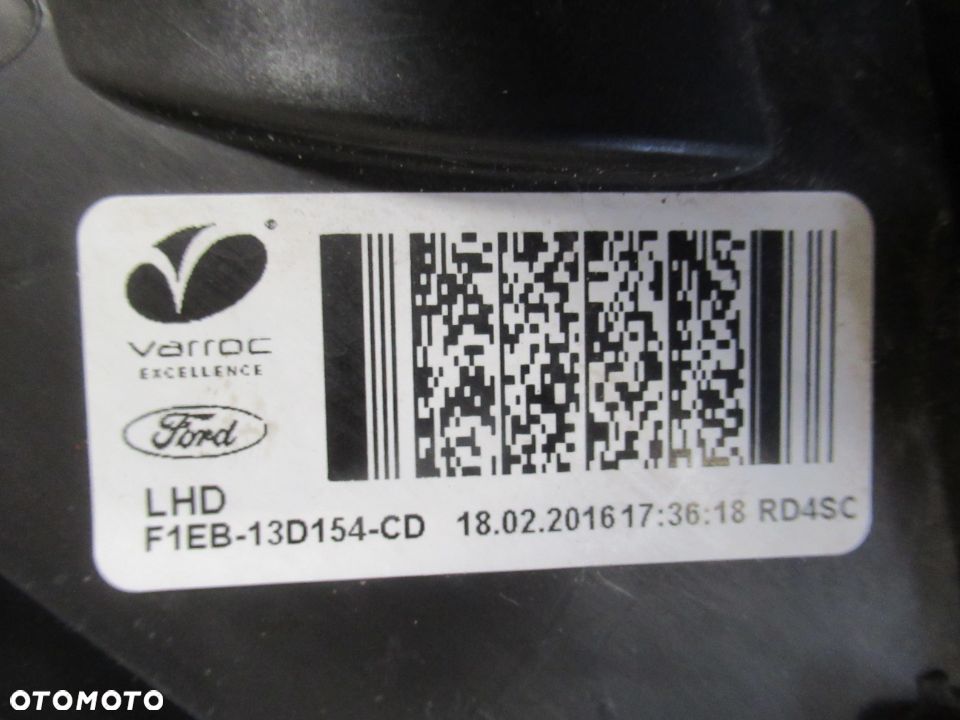 varroc
EXCELLENCE
Ford
LHD
F1EB-13D154-CD 18.02.2016 17:36:18 RD4SC
OTOMOTO